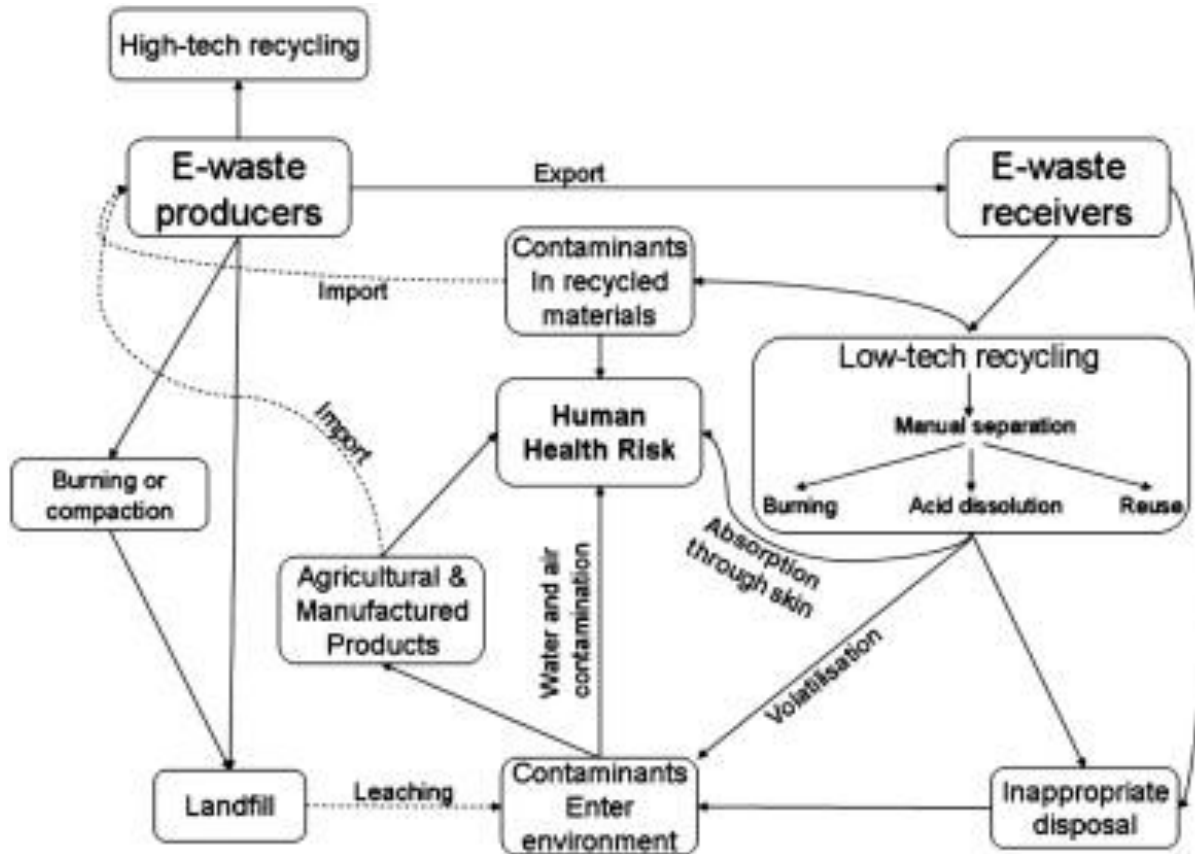 High-tech recycling
E-waste
producers
Export
E-waste
receivers
Contaminants
In recycled
materials
Import
Low-tech recycling
Manual separation
Burning
Acid dissolution
Reuse
Human
Health Risk
Import
Burning or
compaction
Absorption
through skin
Agricultural &
Manufactured
Products
Water and air
contamination
Volatilisation
Landfill
Leaching
Contaminants
Enter
environment
Inappropriate
disposal